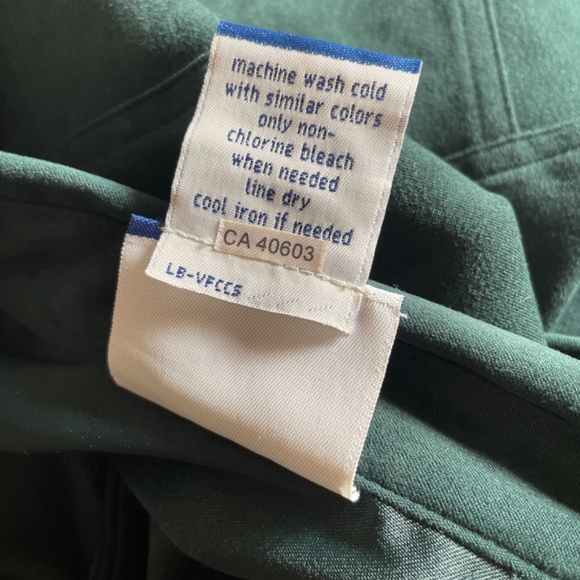 machine wash cold
with similar colors
only non-
chlorine bleach
when needed
line dry
cool iron if needed
CA 40603
LB-VFCCS